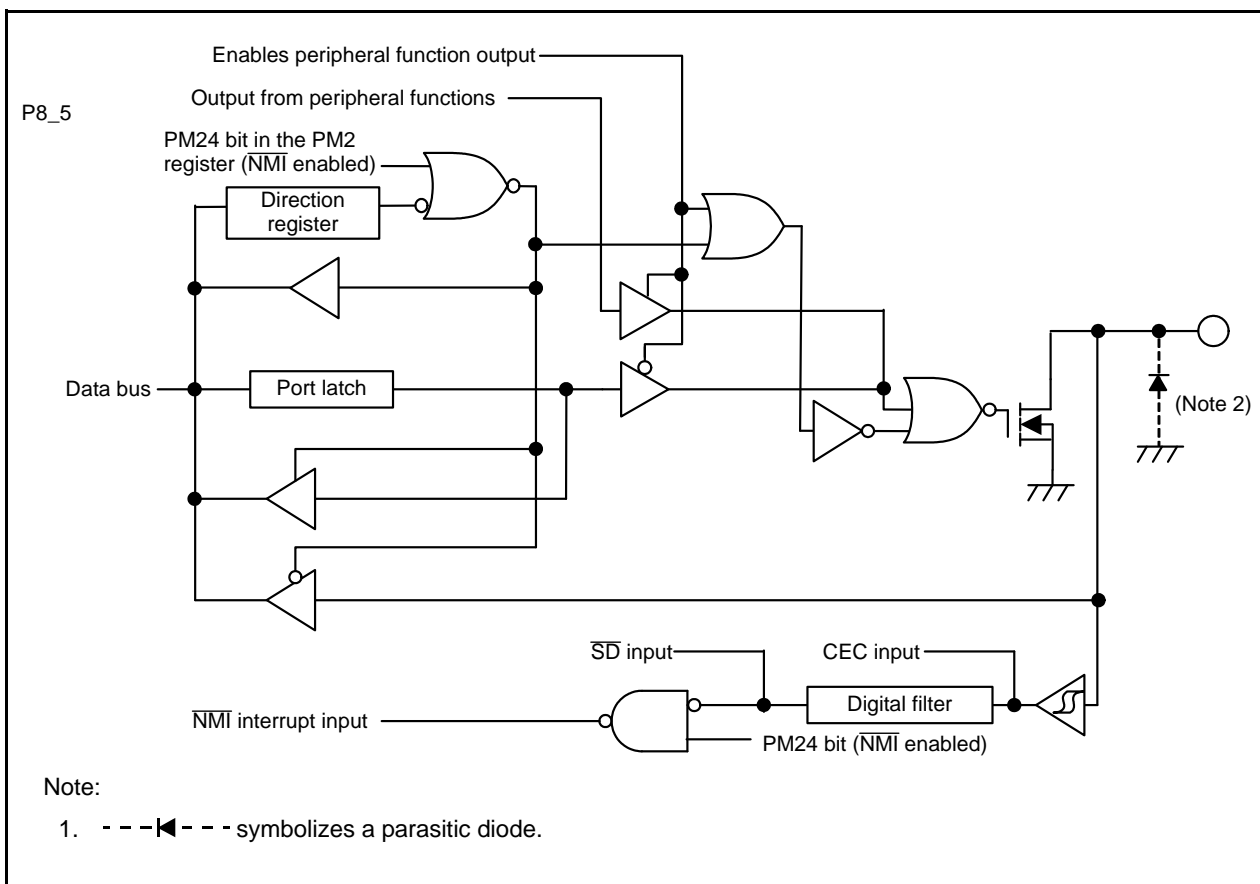 Enables peripheral function output
Output from peripheral functions
P8_5
PM24 bit in the PM2
register (NMI enabled)
Direction
register
Data bus
Port latch
(Note 2)
SD input
CEC input
NMI interrupt input
Digital filter
PM24 bit (NMI enabled)
Note:
1. symbolizes a parasitic diode.